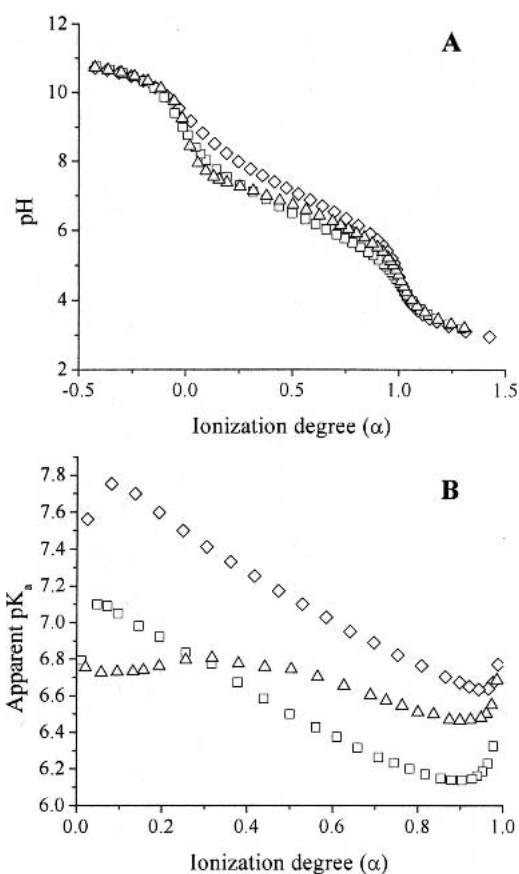 A
12
10
8
6
4
2
pH
-0.5 0.0 0.5 1.0 1.5
Ionization degree (α)
B
7.8
7.6
7.4
7.2
7.0
6.8
6.6
6.4
6.2
6.0
Apparent pKa
0.0 0.2 0.4 0.6 0.8 1.0
Ionization degree (α)